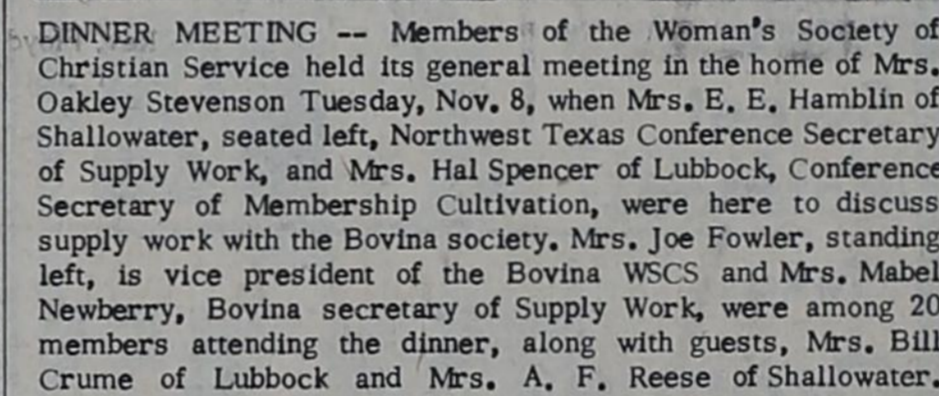 DINNER MEETING -- Members of the Woman's Society of
Christian Service held its general meeting in the home of Mrs.
Oakley Stevenson Tuesday, Nov. 8, when Mrs. E. E. Hamblin of
Shallowater, seated left, Northwest Texas Conference Secretary
of Supply Work, and Mrs. Hal Spencer of Lubbock, Conference
Secretary of Membership Cultivation, were here to discuss
supply work with the Bovina society. Mrs. Joe Fowler, standing
left, is vice president of the Bovina WSCS and Mrs. Mabel
Newberry, Bovina secretary of Supply Work, were among 20
members attending the dinner, along with guests, Mrs. Bill
Crume of Lubbock and Mrs. A. F. Reese of Shallowater.